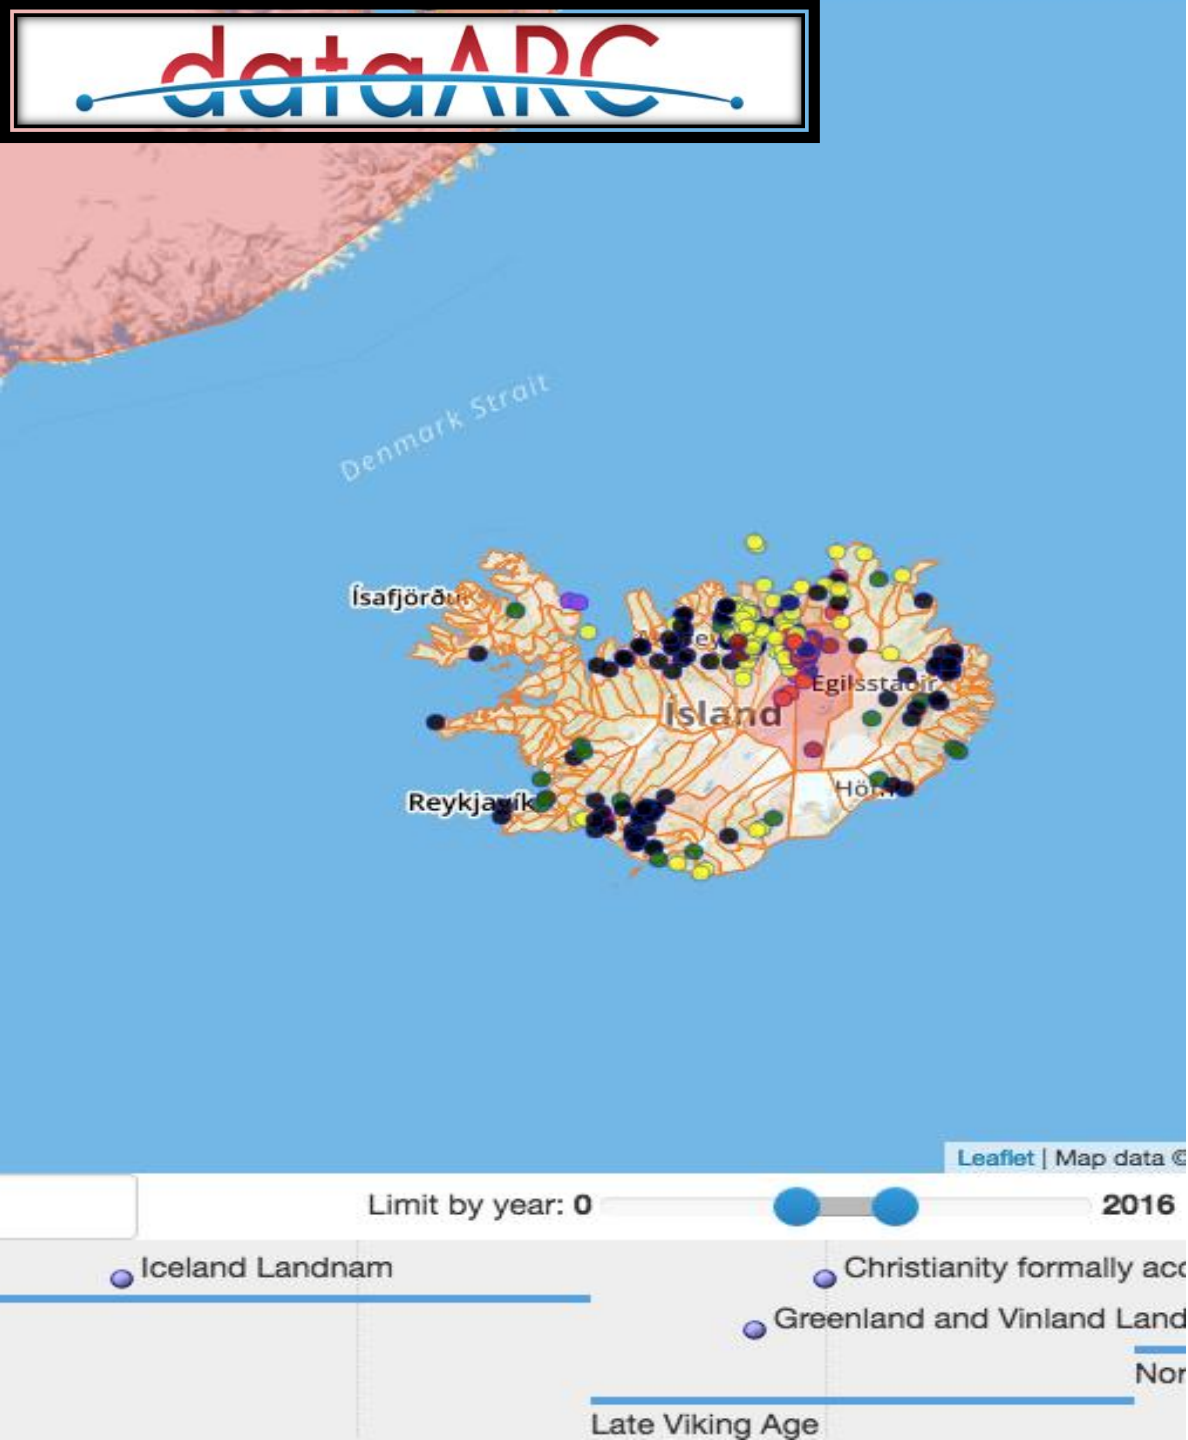 dataARC
Denmark Strait
Ísafjörður
Egilsstaðir
Ísland
Reykjavík
Leaflet | Map data ©
Limit by year: 0 2016
Iceland Landnam
Christianity formally acc
Greenland and Vinland Land
Nor
Late Viking Age